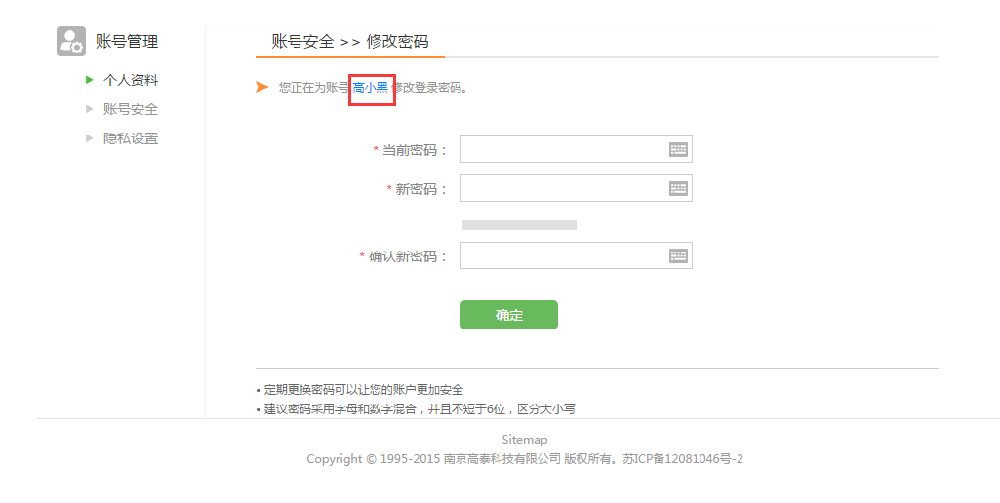 账号管理
个人资料
账号安全
隐私设置
账号安全 >> 修改密码
您正在为账号 高小黑 修改登录密码。
* 当前密码：
* 新密码：
* 确认新密码：
确定
• 定期更换密码可以让您的账户更加安全
• 建议密码采用字母和数字混合，并且不短于6位，区分大小写
Sitemap
Copyright © 1995-2015 南京高泰科技有限公司 版权所有。苏ICP备12081046号-2